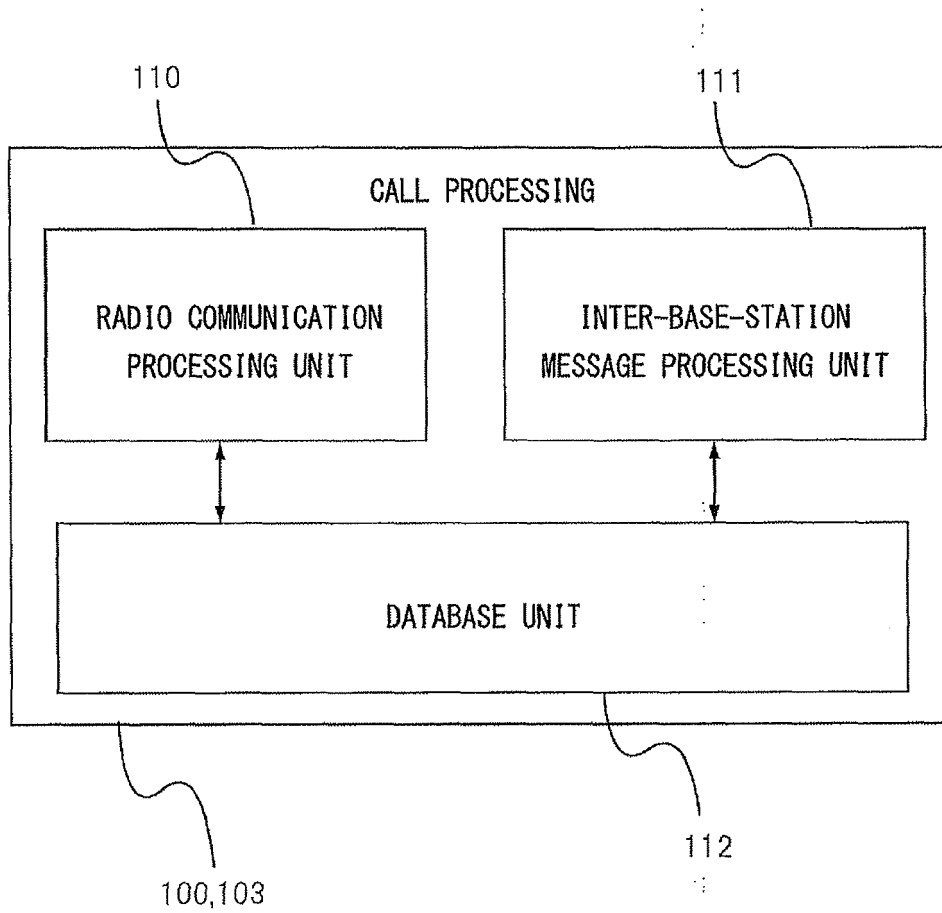 110
111
CALL PROCESSING
RADIO COMMUNICATION
PROCESSING UNIT
INTER-BASE-STATION
MESSAGE PROCESSING UNIT
DATABASE UNIT
112
100,103